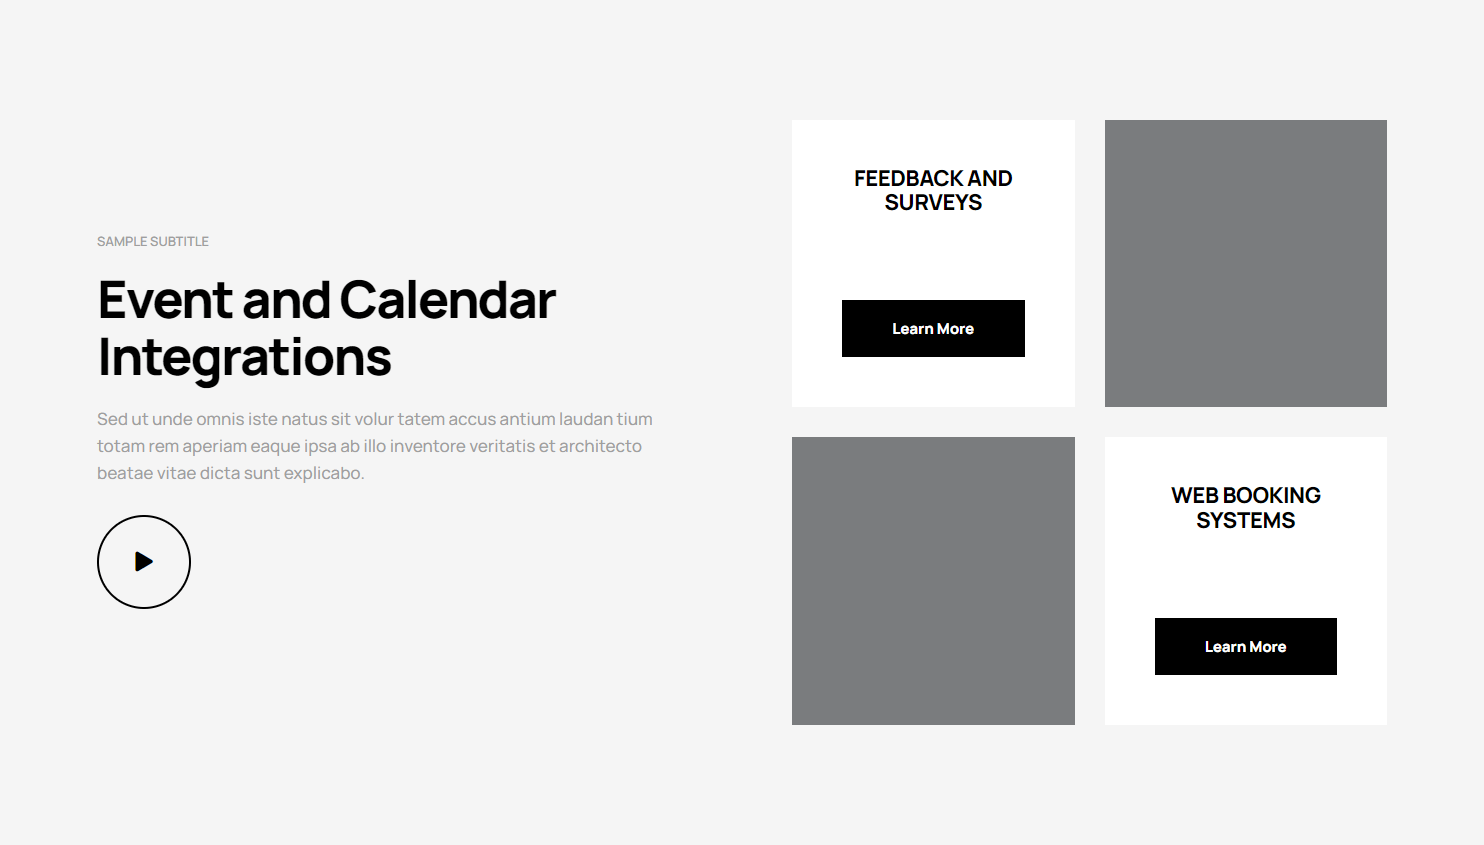 SAMPLE SUBTITLE
Event and Calendar
Integrations
Sed ut unde omnis iste natus sit volur tatem accus antium laudan tium
totam rem aperiam eaque ipsa ab illo inventore veritatis et architecto
beatae vitae dicta sunt explicabo.
FEEDBACK AND
SURVEYS
Learn More
WEB BOOKING
SYSTEMS
Learn More